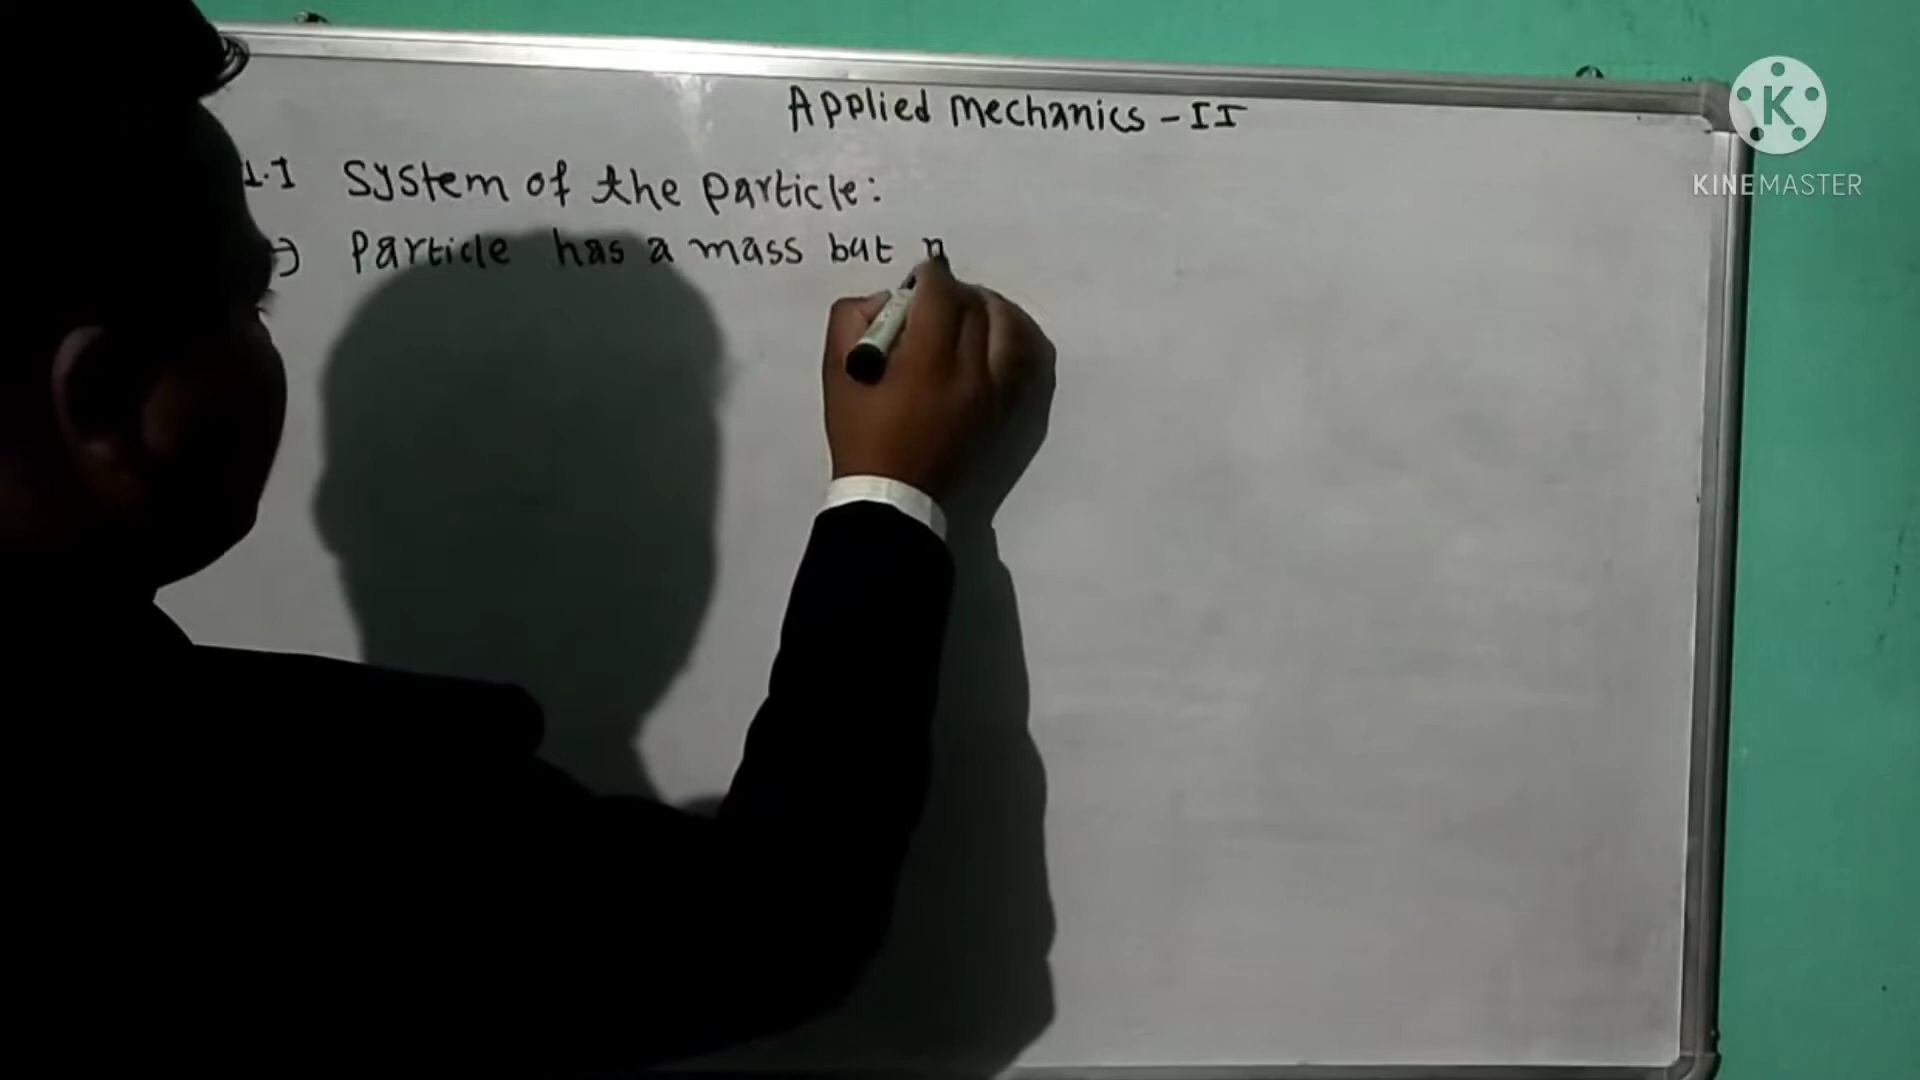 Applied Mechanics - II
1.1 System of the particle:
Particle has a mass but n
K
KINEMASTER